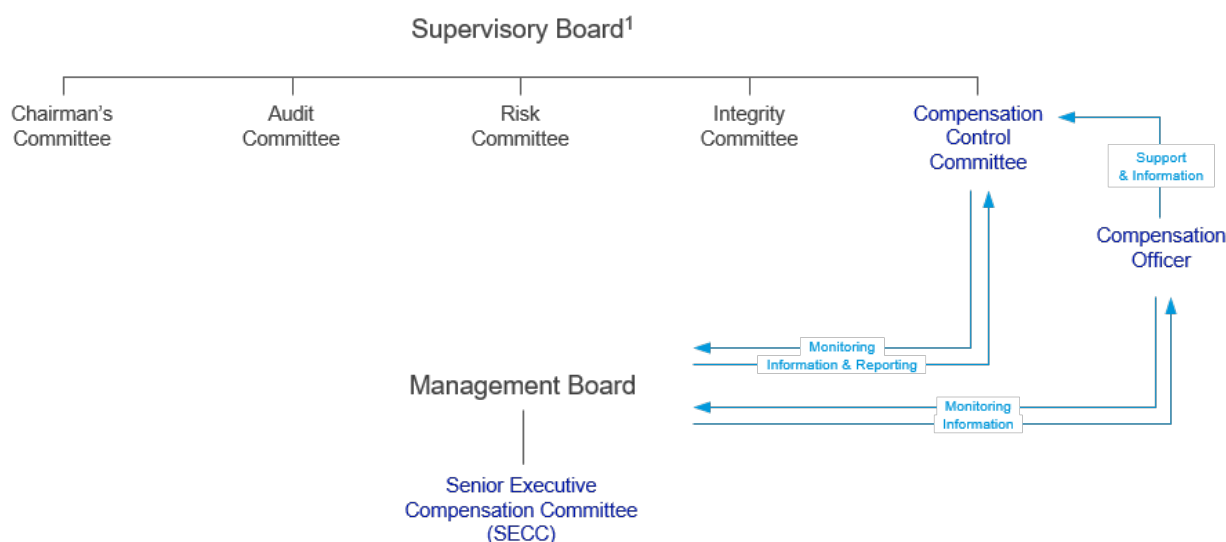 Supervisory Board¹
Chairman's
Committee
Audit
Committee
Risk
Committee
Integrity
Committee
Compensation
Control
Committee
Support
& Information
Compensation
Officer
Monitoring
Information & Reporting
Management Board
Monitoring
Information
Senior Executive
Compensation Committee
(SECC)